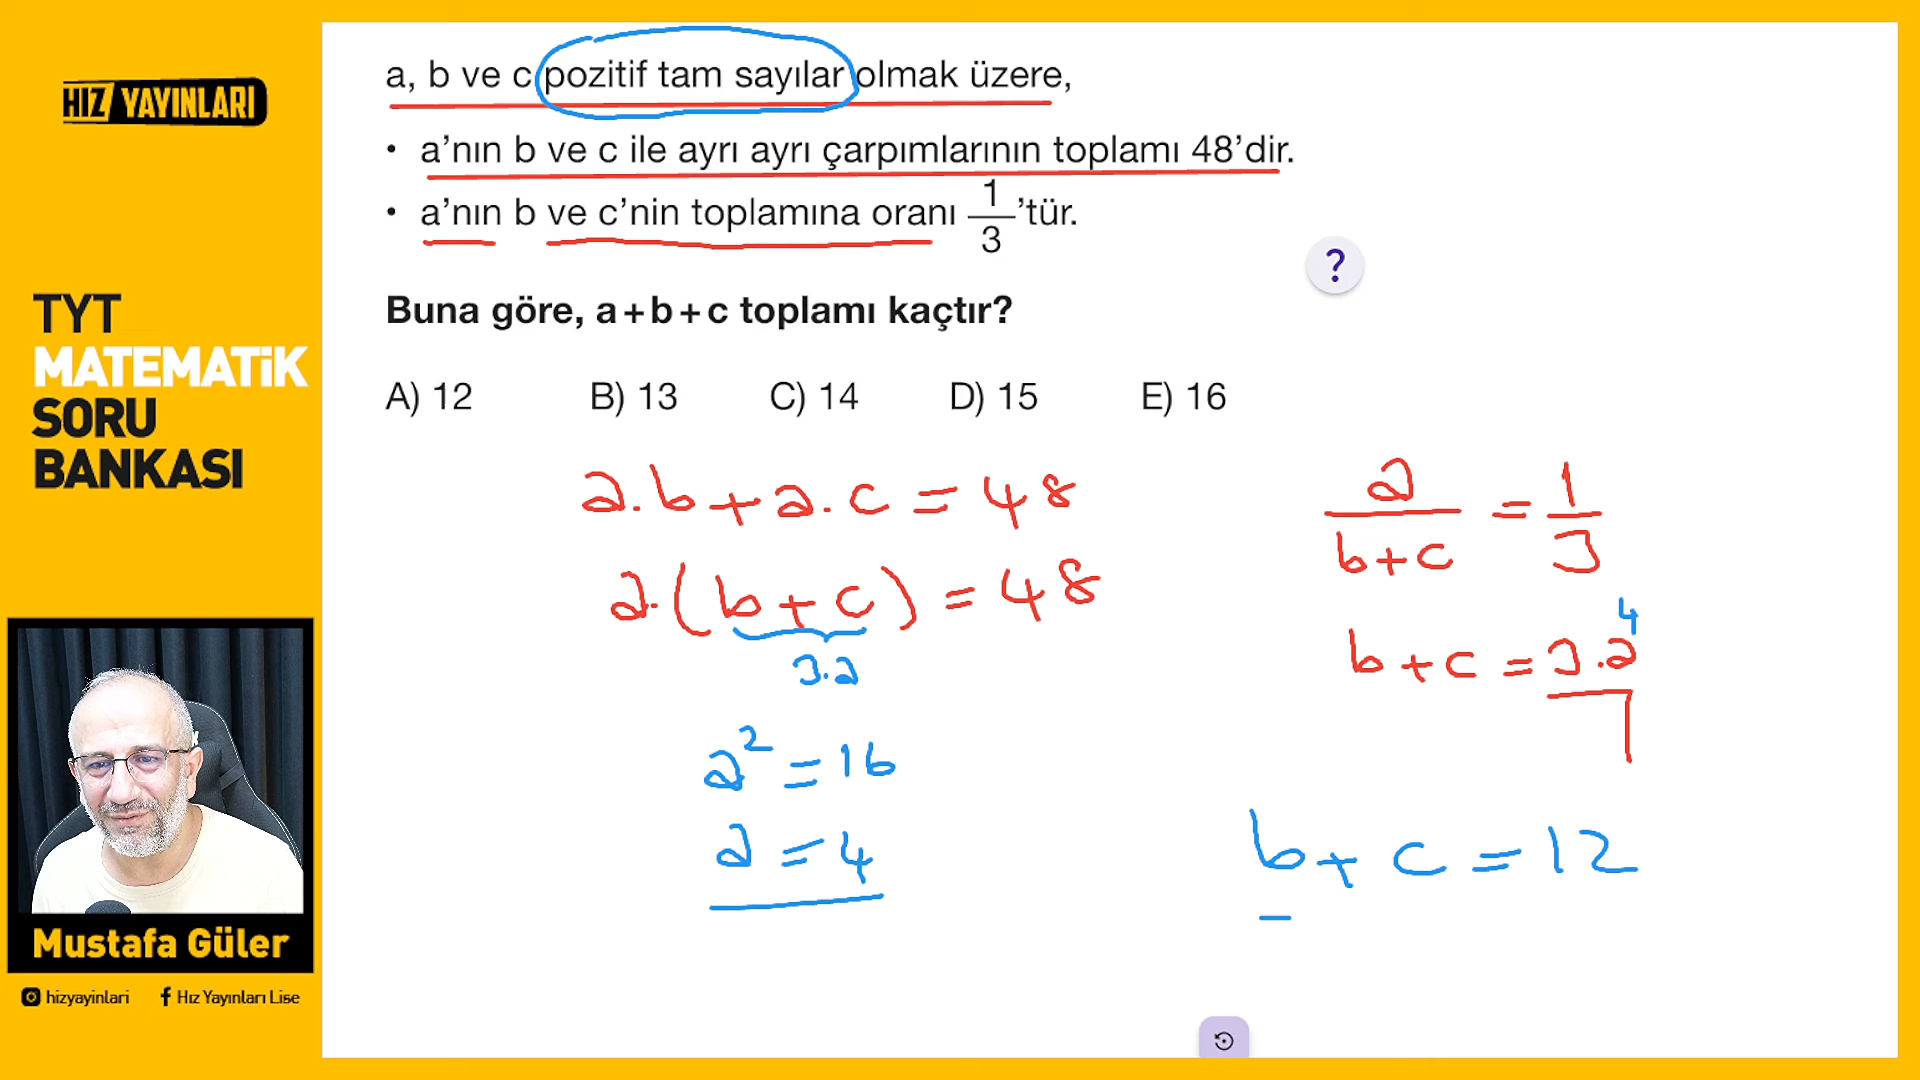 HIZ YAYINLARI
TYT
MATEMATİK
SORU
BANKASI
Mustafa Güler
hizyayinlari
Hız Yayınları Lise
a, b ve c pozitif tam sayılar olmak üzere,
• a'nın b ve c ile ayrı ayrı çarpımlarının toplamı 48'dir.
• a'nın b ve c'nin toplamına oranı 1/3'tür.
?
Buna göre, a+b+c toplamı kaçtır?
A) 12 B) 13 C) 14 D) 15 E) 16
a.b+a.c=48
a.(b+c)=48
3.a
a²=16
a=4
a/(b+c) = 1/3
4
b+c=3.a
b+c=12